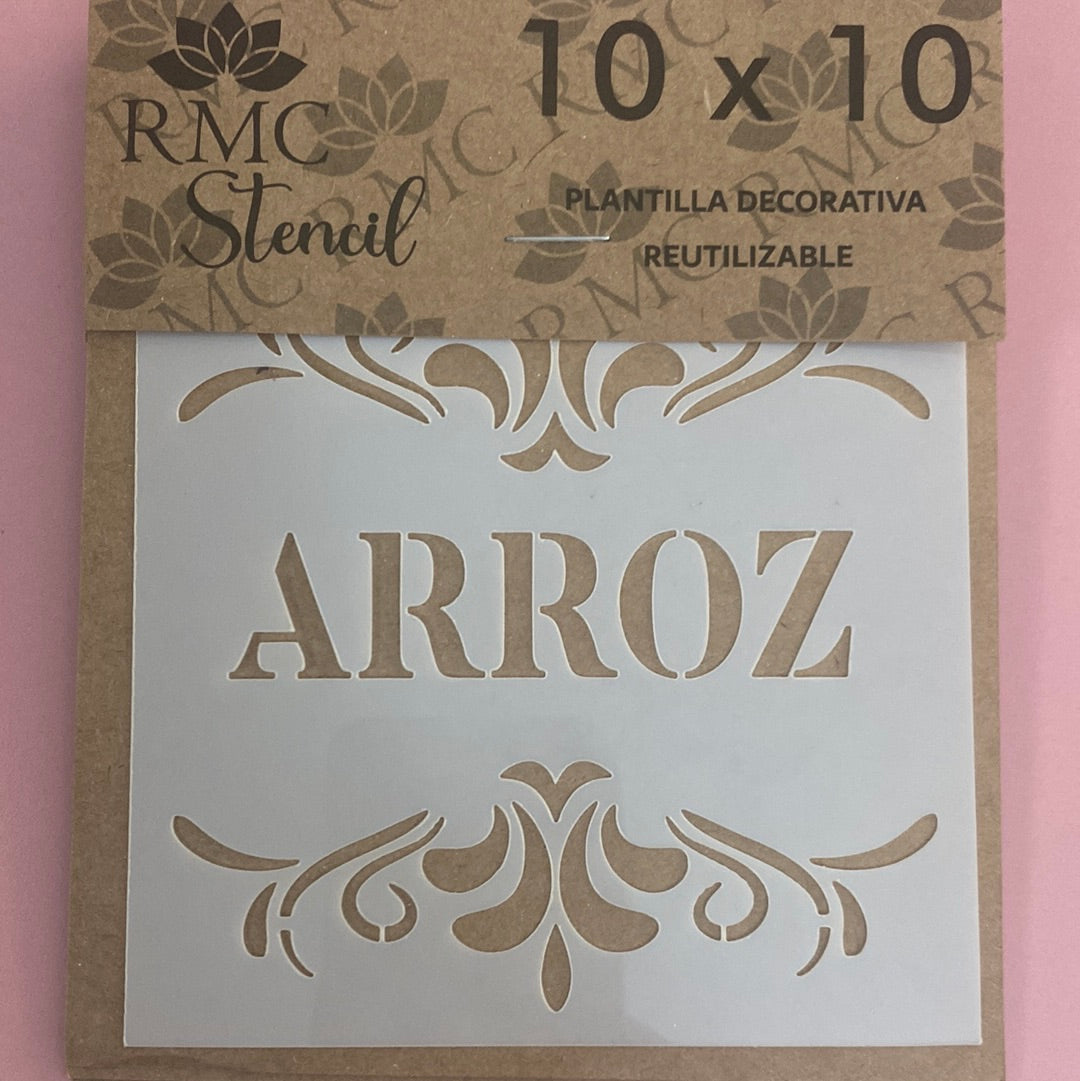 RMC
Stencil
10 x 10
PLANTILLA DECORATIVA
REUTILIZABLE
ARROZ